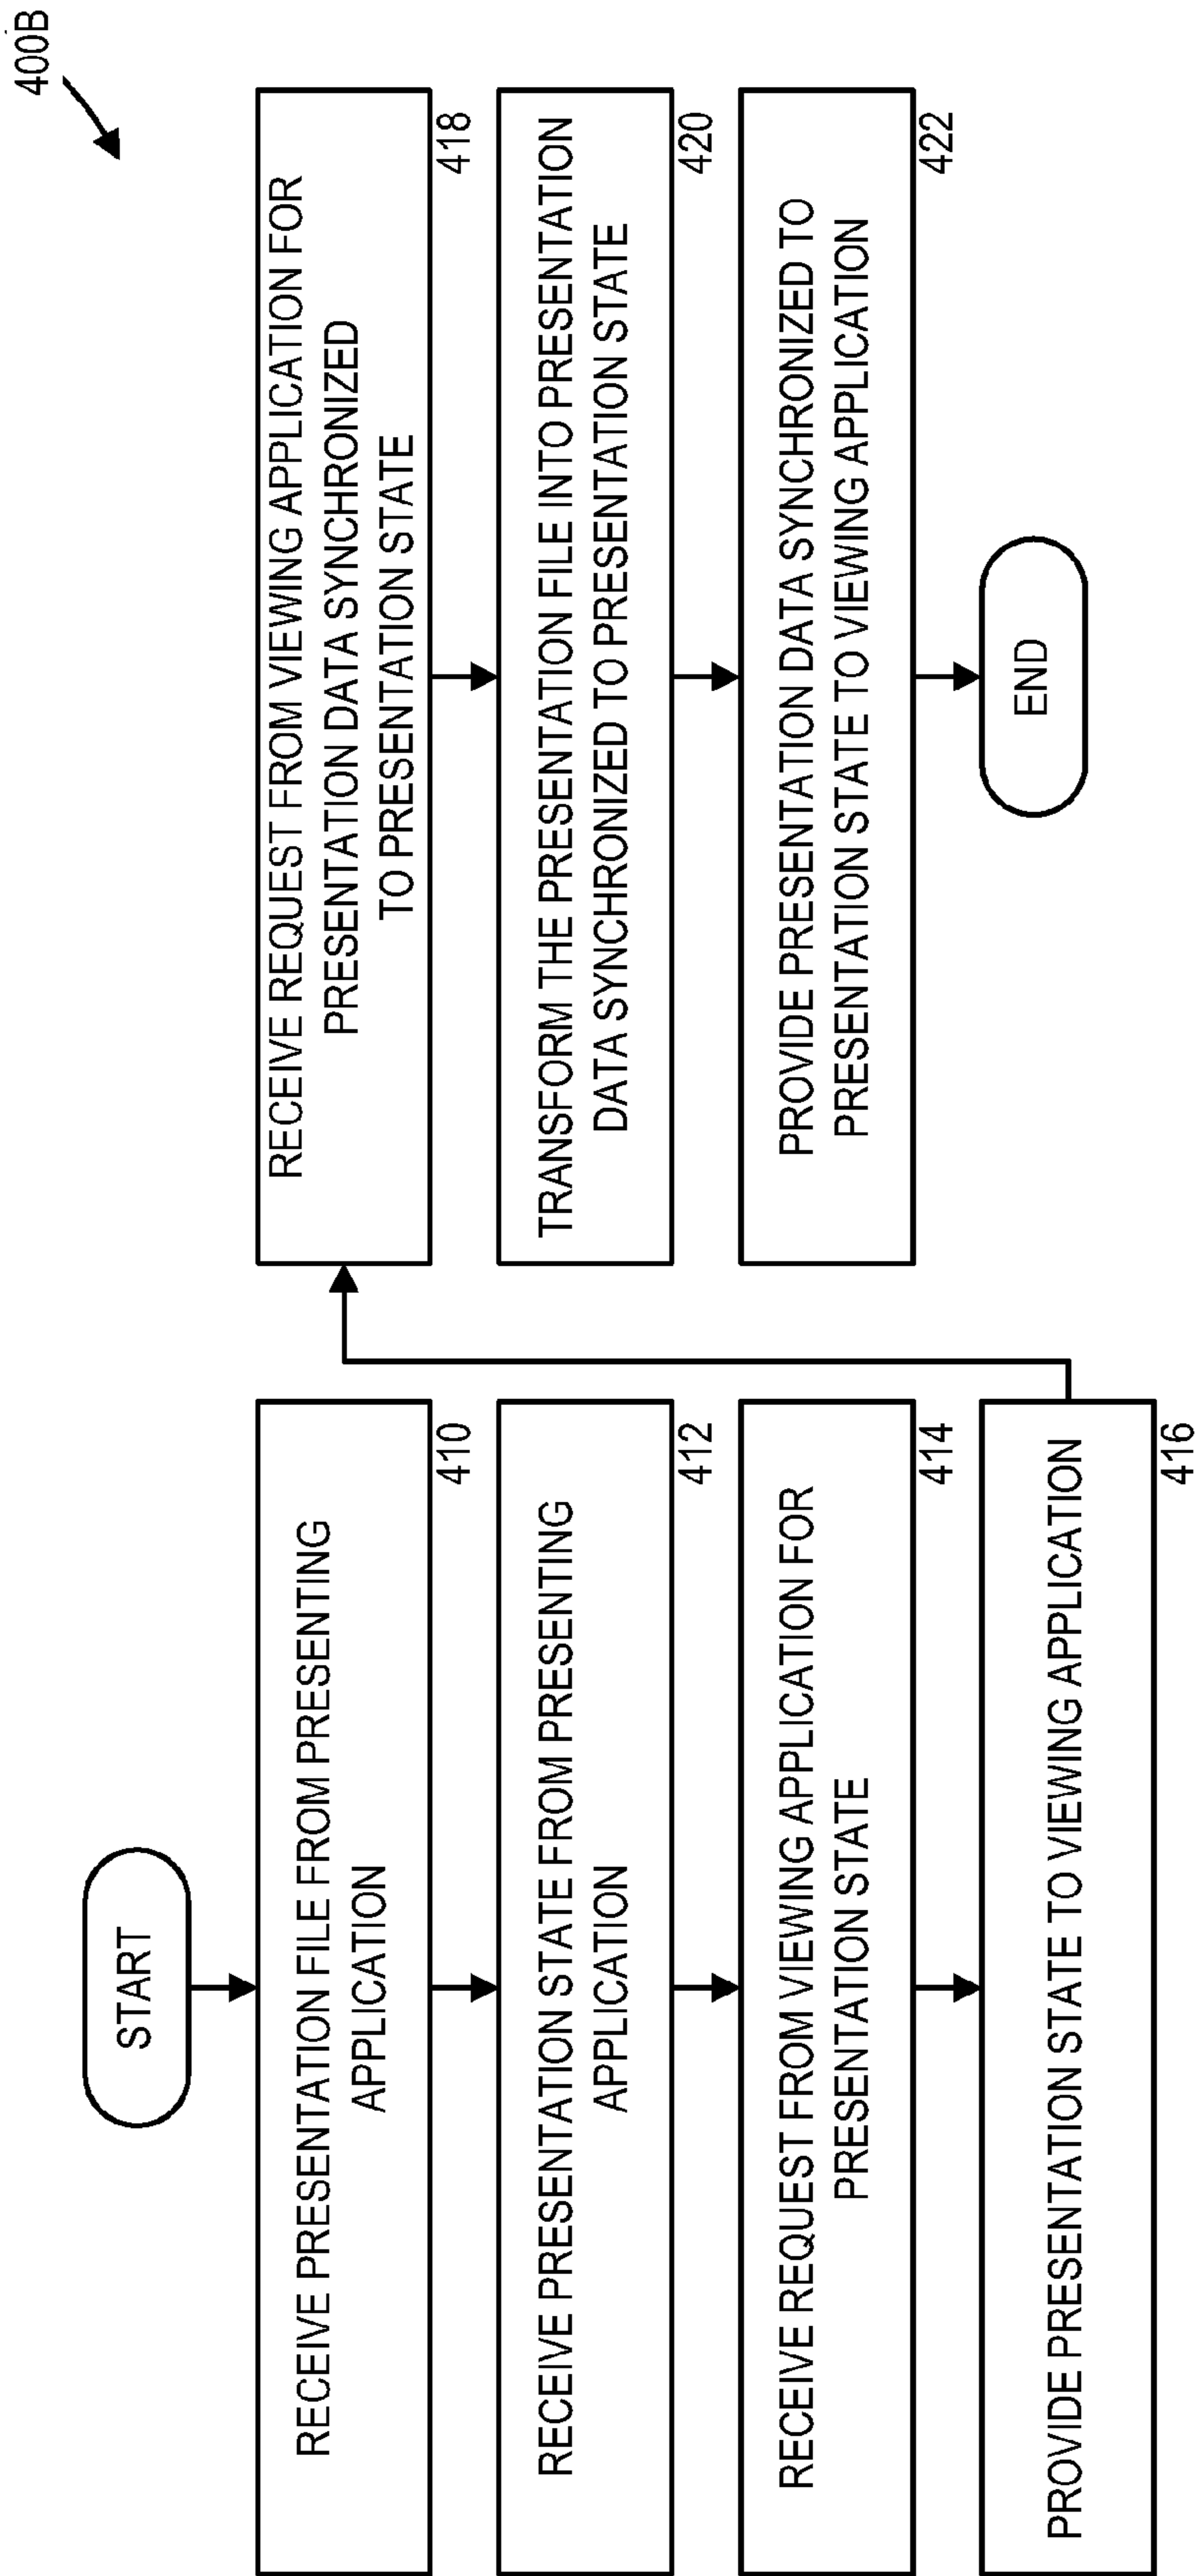 400B
START
RECEIVE PRESENTATION FILE FROM PRESENTING
APPLICATION
410
RECEIVE PRESENTATION STATE FROM PRESENTING
APPLICATION
412
RECEIVE REQUEST FROM VIEWING APPLICATION FOR
PRESENTATION STATE
414
PROVIDE PRESENTATION STATE TO VIEWING APPLICATION
416
RECEIVE REQUEST FROM VIEWING APPLICATION FOR
PRESENTATION DATA SYNCHRONIZED
TO PRESENTATION STATE
418
TRANSFORM THE PRESENTATION FILE INTO PRESENTATION
DATA SYNCHRONIZED TO PRESENTATION STATE
420
PROVIDE PRESENTATION DATA SYNCHRONIZED TO
PRESENTATION STATE TO VIEWING APPLICATION
422
END